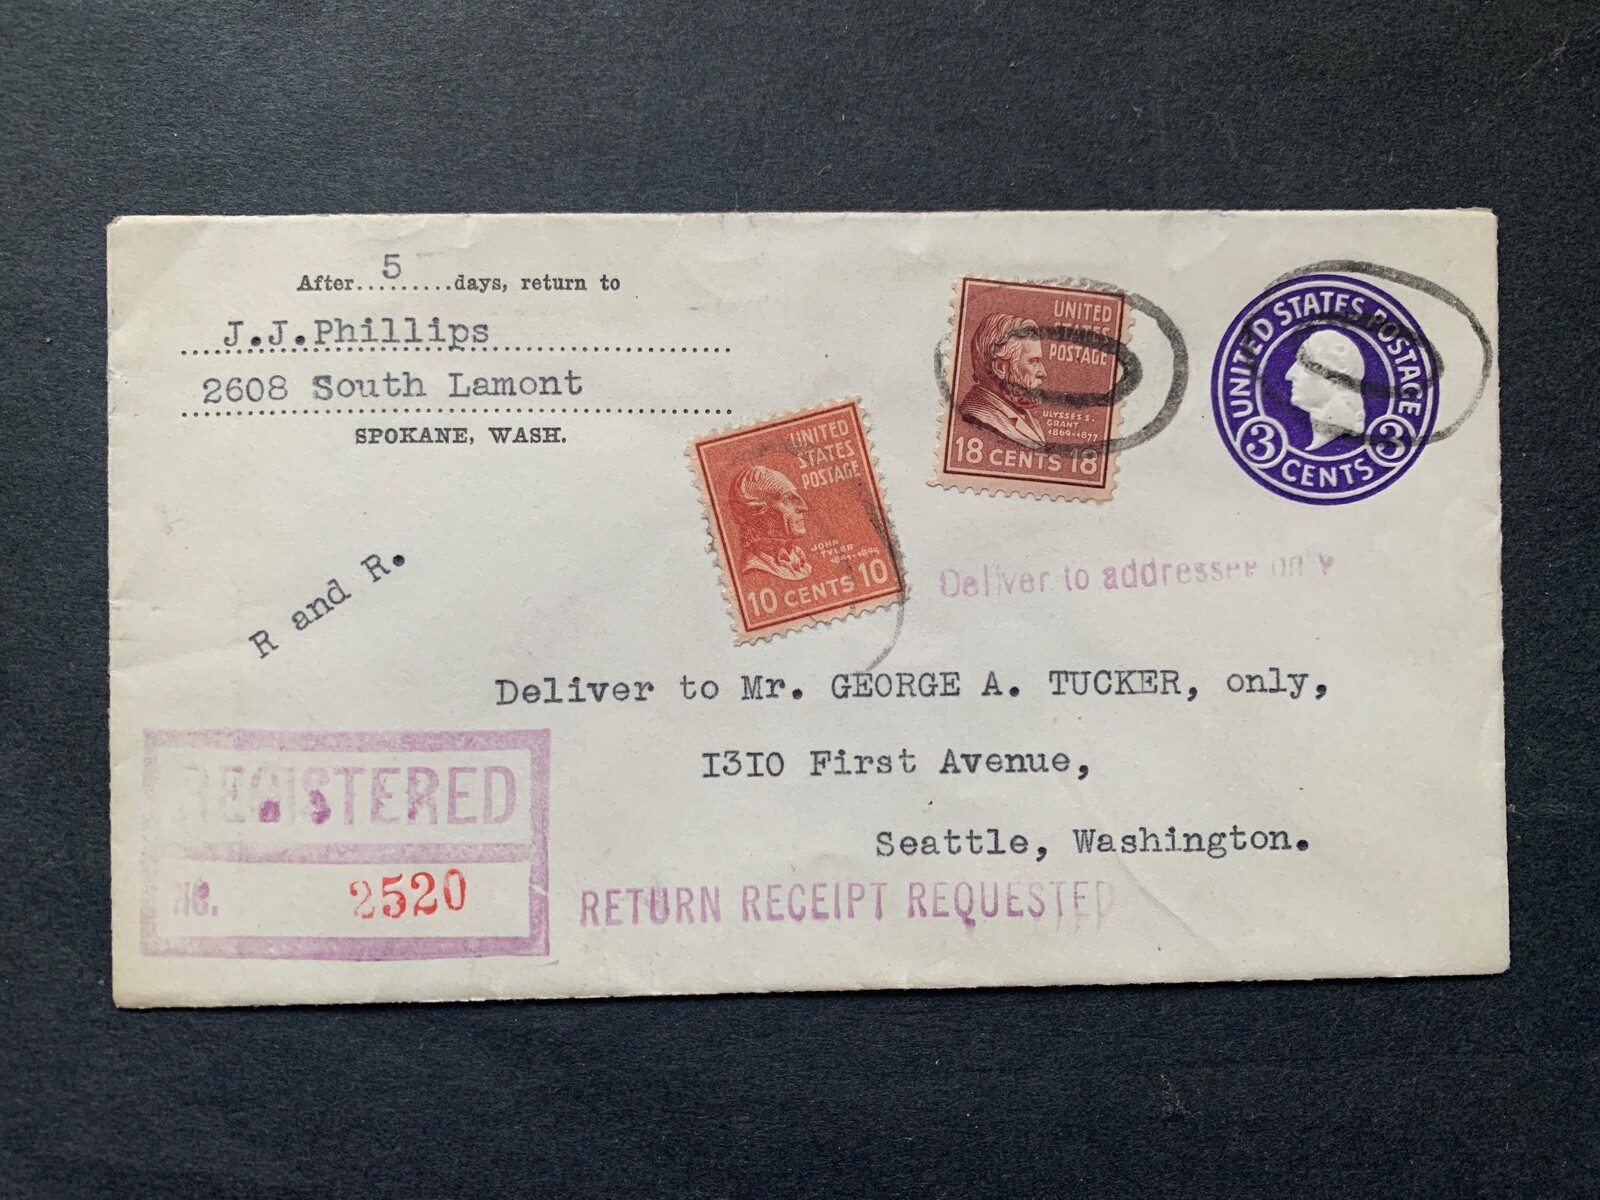 After 5 days, return to
J.J.Phillips
2608 South Lamont
SPOKANE, WASH.
UNITED
STATES
POSTAGE
ULYSSES S.
GRANT
1869-1877
18 CENTS 18
UNITED STATES POSTAGE
3 CENTS 3
UNITED
STATES
POSTAGE
JOHN
TYLER
10 CENTS 10
Deliver to addressee only
R and R.
Deliver to Mr. GEORGE A. TUCKER, only,
1310 First Avenue,
Seattle, Washington.
REGISTERED
NO. 2520
RETURN RECEIPT REQUESTED